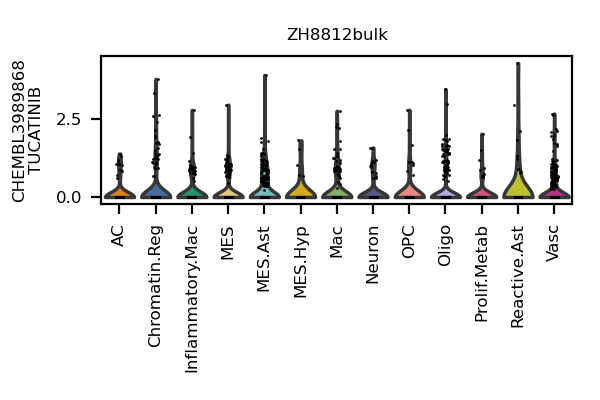 ZH8812bulk
CHEMBL3989868
TUCATINIB
2.5
0.0
AC
Chromatin.Reg
Inflammatory.Mac
MES
MES.Ast
MES.Hyp
Mac
Neuron
OPC
Oligo
Prolif.Metab
Reactive.Ast
Vasc